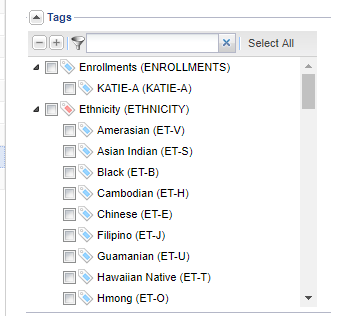 Tags
Select All
Enrollments (ENROLLMENTS)
KATIE-A (KATIE-A)
Ethnicity (ETHNICITY)
Amerasian (ET-V)
Asian Indian (ET-S)
Black (ET-B)
Cambodian (ET-H)
Chinese (ET-E)
Filipino (ET-J)
Guamanian (ET-U)
Hawaiian Native (ET-T)
Hmong (ET-O)